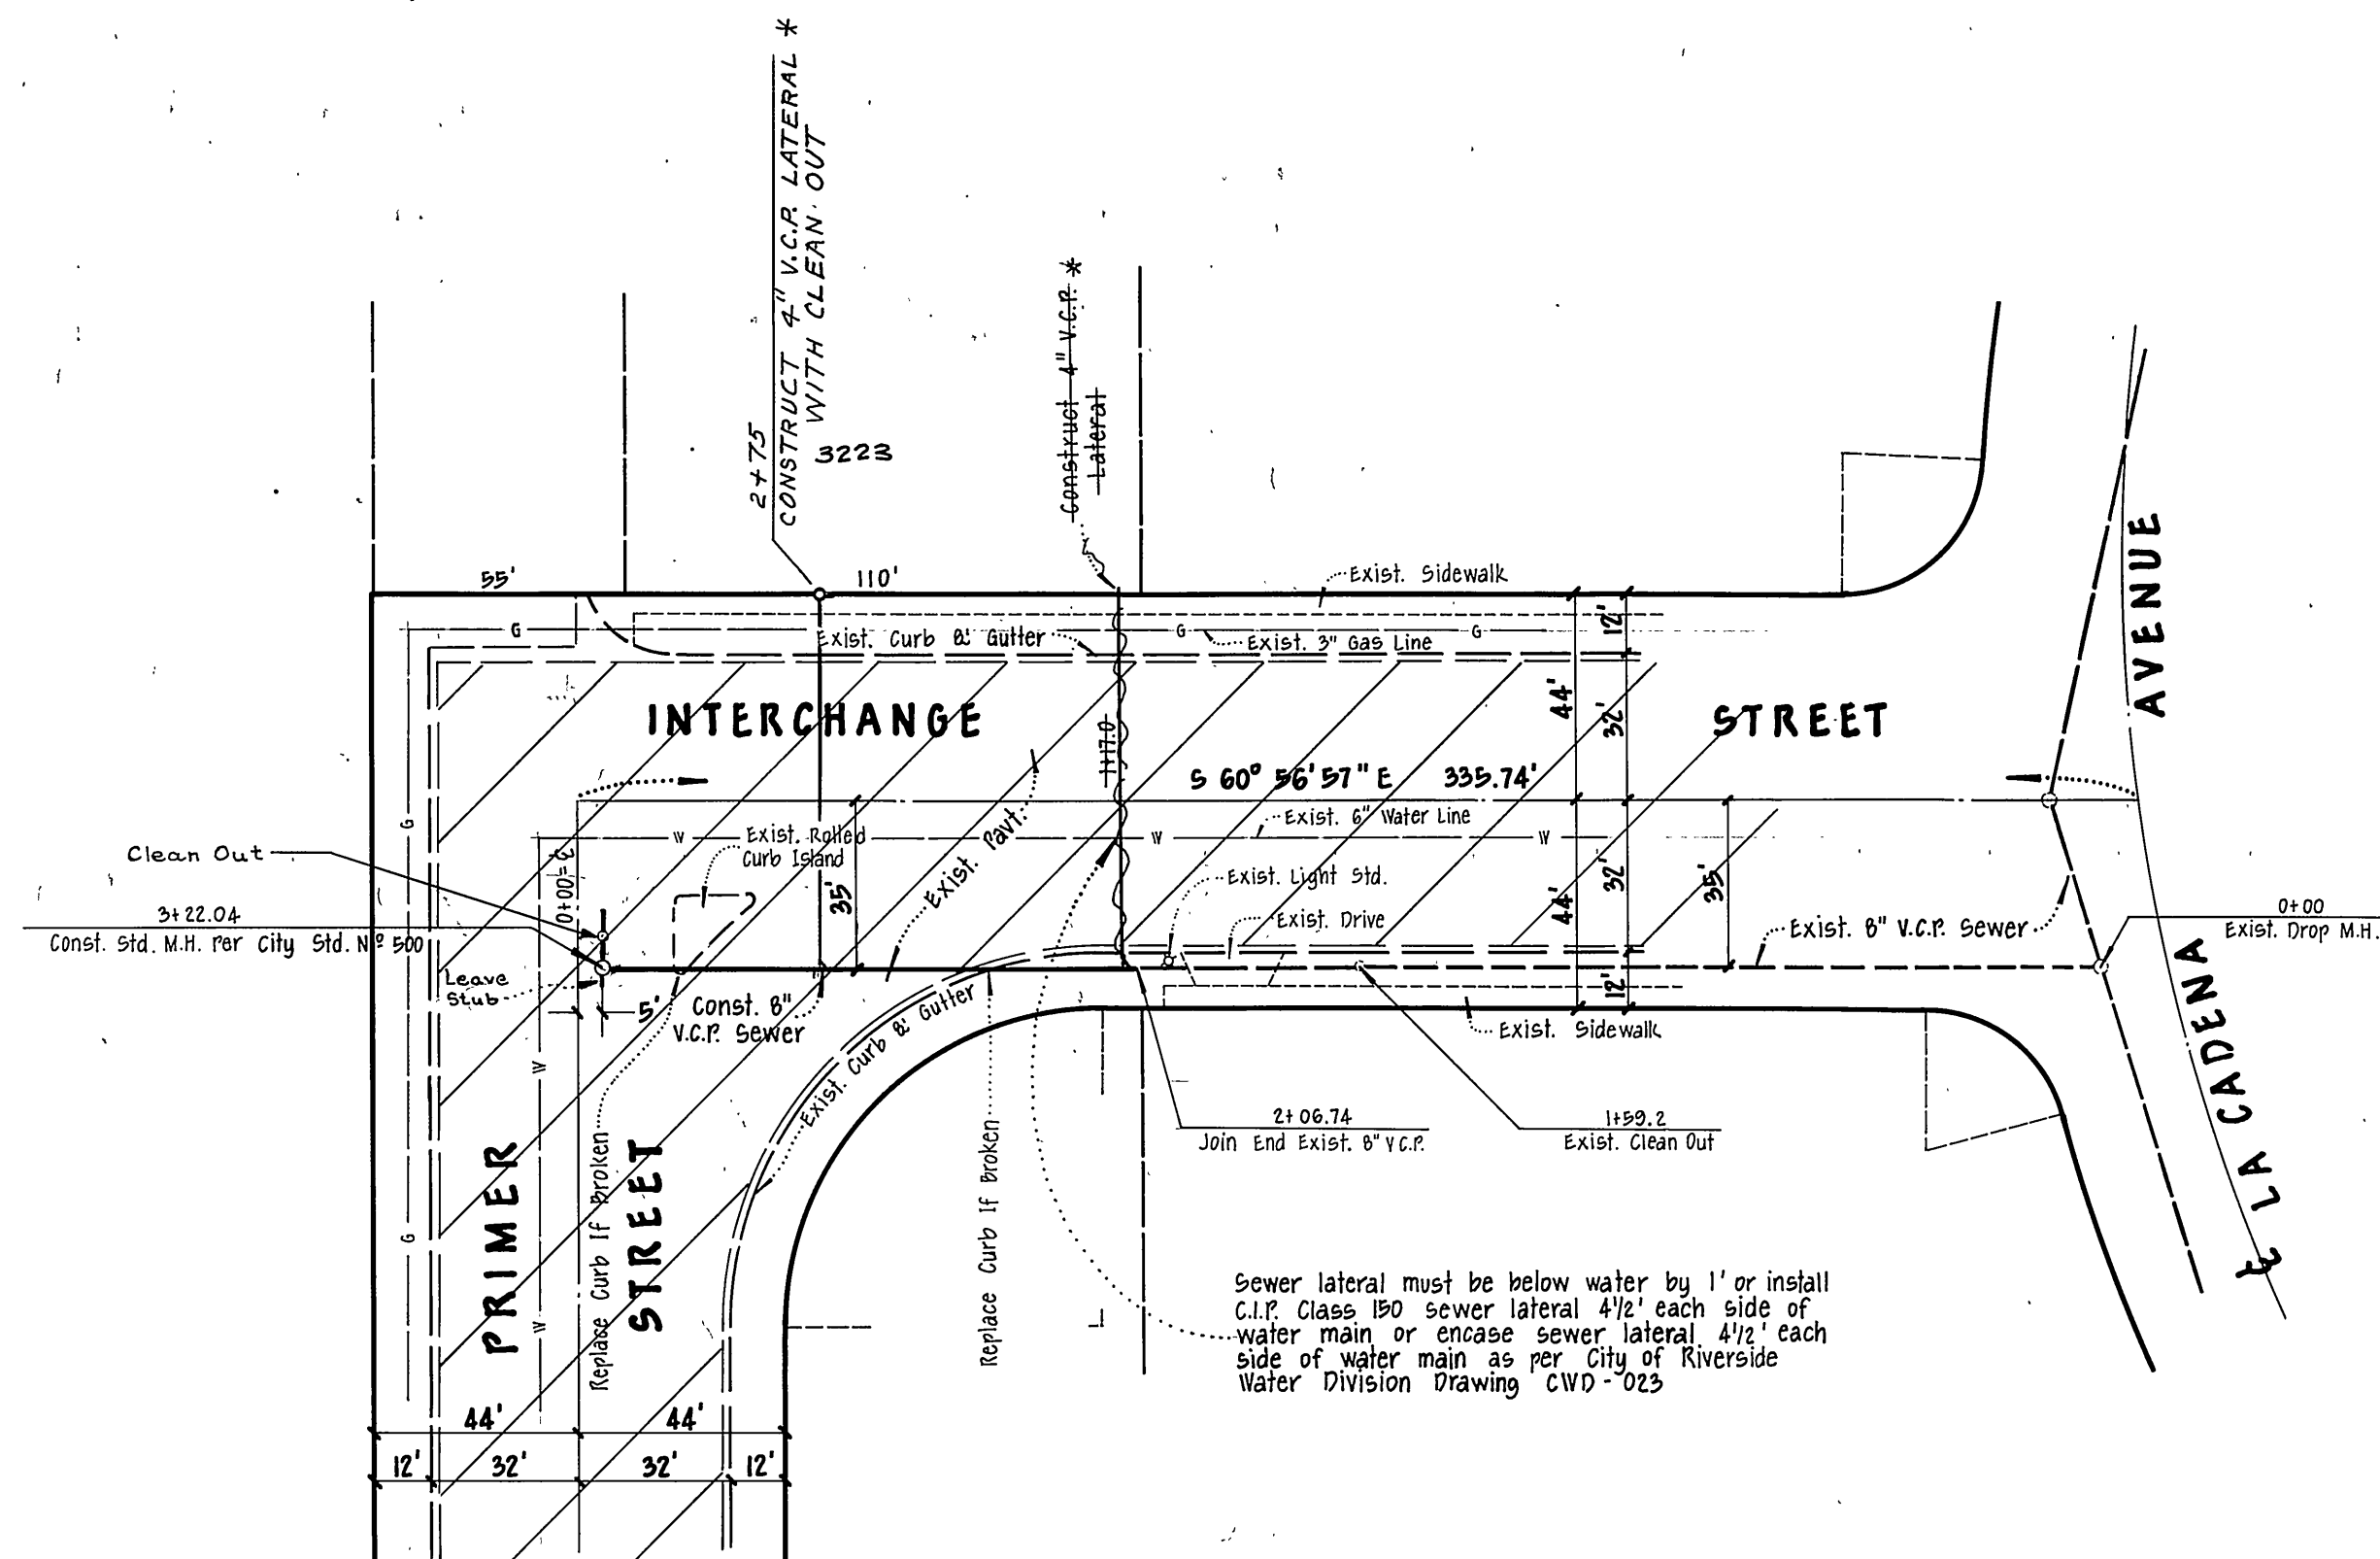 2+75
CONSTRUCT 4" V.C.P. LATERAL *
WITH CLEAN OUT
3223
Construct 4" V.C.P. *
Lateral
55'
110'
Exist. Sidewalk
12'
G
Exist. Curb & Gutter
G
Exist. 3" Gas Line
G
INTERCHANGE
STREET
44'
32'
1+17.0
S 60° 56' 57" E 335.74'
AVENUE
G
W
Exist. Rolled
Curb Island
W
Exist. 6" Water Line
W
Exist. Pavt.
Clean Out
35'
Exist. Light Std.
44'
32'
35'
3+22.04
Const. Std. M.H. Per City Std. Nº 500
Exist. Drive
Exist. 8" V.C.P. Sewer
0+00
Exist. Drop M.H.
Leave
Stub
5'
Const. 8"
V.C.P. Sewer
12'
Exist. Sidewalk
Exist. Curb & Gutter
W
2+06.74
Join End Exist. 8" V.C.P.
1+59.2
Exist. Clean Out
℄ LA CADENA
PRIMER
STREET
Replace Curb If Broken
Replace Curb If Broken
G
W
Sewer lateral must be below water by 1' or install
C.I.P. Class 150 sewer lateral 4½' each side of
water main or encase sewer lateral 4½' each
side of water main as per City of Riverside
Water Division Drawing CWD-023
44'
44'
12'
32'
32'
12'